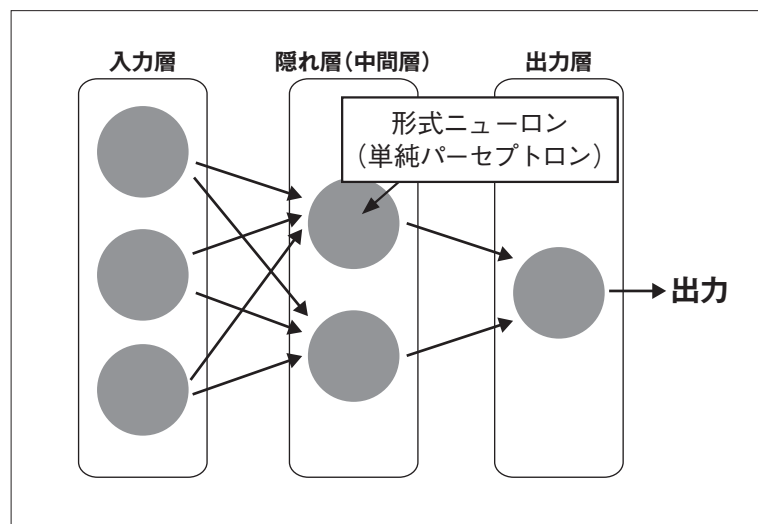 入力層
隠れ層（中間層）
出力層
形式ニューロン
（単純パーセプトロン）
出力